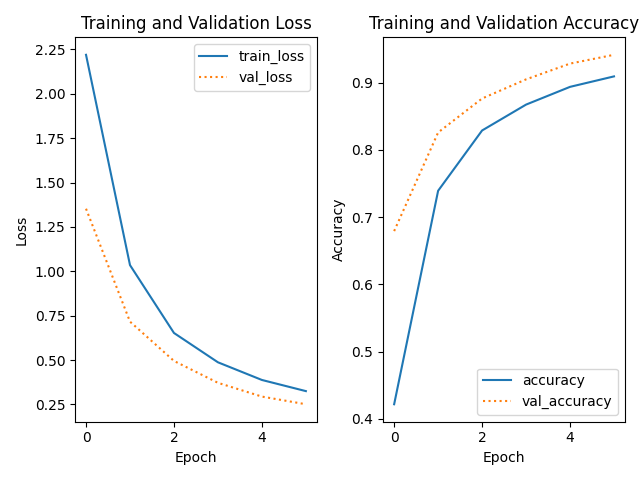 Training and Validation Loss
2.25
2.00
1.75
1.50
1.25
1.00
0.75
0.50
0.25
Loss
0
2
4
Epoch
train_loss
val_loss
Training and Validation Accuracy
0.9
0.8
0.7
0.6
0.5
0.4
Accuracy
0
2
4
Epoch
accuracy
val_accuracy